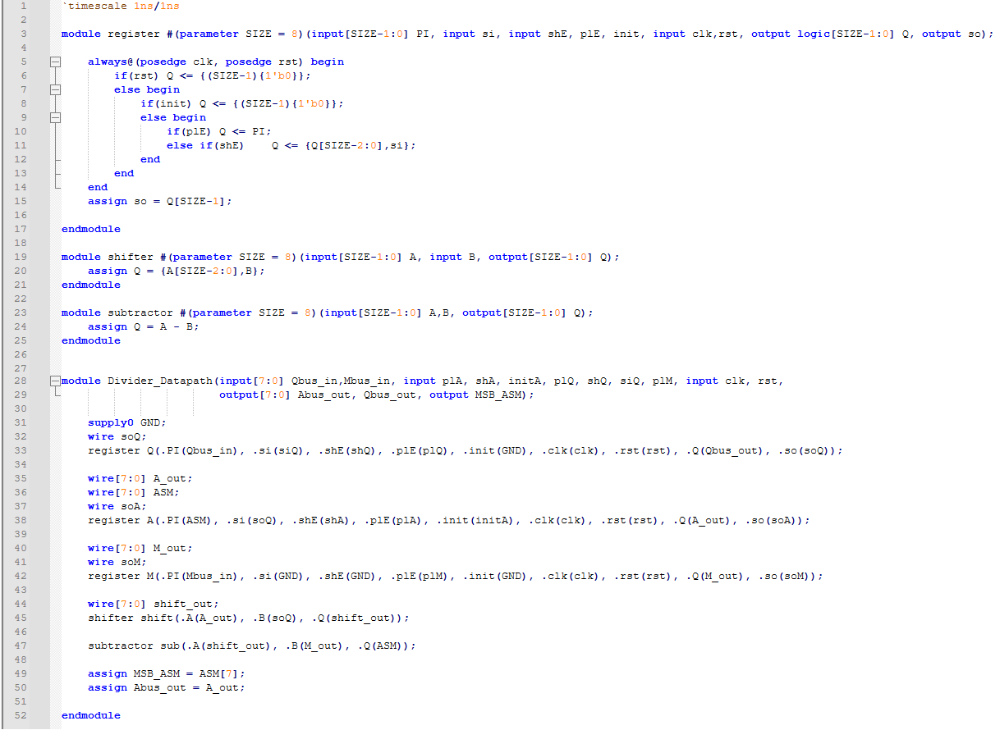 1 `timescale 1ns/1ns
2
3 module register #(parameter SIZE = 8)(input[SIZE-1:0] PI, input si, input shE, plE, init, input clk,rst, output logic[SIZE-1:0] Q, output so);
4
5 always@(posedge clk, posedge rst) begin
6 if(rst) Q <= {(SIZE-1){1'b0}};
7 else begin
8 if(init) Q <= {(SIZE-1){1'b0}};
9 else begin
10 if(plE) Q <= PI;
11 else if(shE) Q <= {Q[SIZE-2:0],si};
12 end
13 end
14 end
15 assign so = Q[SIZE-1];
16
17 endmodule
18
19 module shifter #(parameter SIZE = 8)(input[SIZE-1:0] A, input B, output[SIZE-1:0] Q);
20 assign Q = {A[SIZE-2:0],B};
21 endmodule
22
23 module subtractor #(parameter SIZE = 8)(input[SIZE-1:0] A,B, output[SIZE-1:0] Q);
24 assign Q = A - B;
25 endmodule
26
27
28 module Divider_Datapath(input[7:0] Qbus_in,Mbus_in, input plA, shA, initA, plQ, shQ, siQ, plM, input clk, rst,
29 output[7:0] Abus_out, Qbus_out, output MSB_ASM);
30
31 supply0 GND;
32 wire soQ;
33 register Q(.PI(Qbus_in), .si(siQ), .shE(shQ), .plE(plQ), .init(GND), .clk(clk), .rst(rst), .Q(Qbus_out), .so(soQ));
34
35 wire[7:0] A_out;
36 wire[7:0] ASM;
37 wire soA;
38 register A(.PI(ASM), .si(soQ), .shE(shA), .plE(plA), .init(initA), .clk(clk), .rst(rst), .Q(A_out), .so(soA));
39
40 wire[7:0] M_out;
41 wire soM;
42 register M(.PI(Mbus_in), .si(GND), .shE(GND), .plE(plM), .init(GND), .clk(clk), .rst(rst), .Q(M_out), .so(soM));
43
44 wire[7:0] shift_out;
45 shifter shift(.A(A_out), .B(soQ), .Q(shift_out));
46
47 subtractor sub(.A(shift_out), .B(M_out), .Q(ASM));
48
49 assign MSB_ASM = ASM[7];
50 assign Abus_out = A_out;
51
52 endmodule